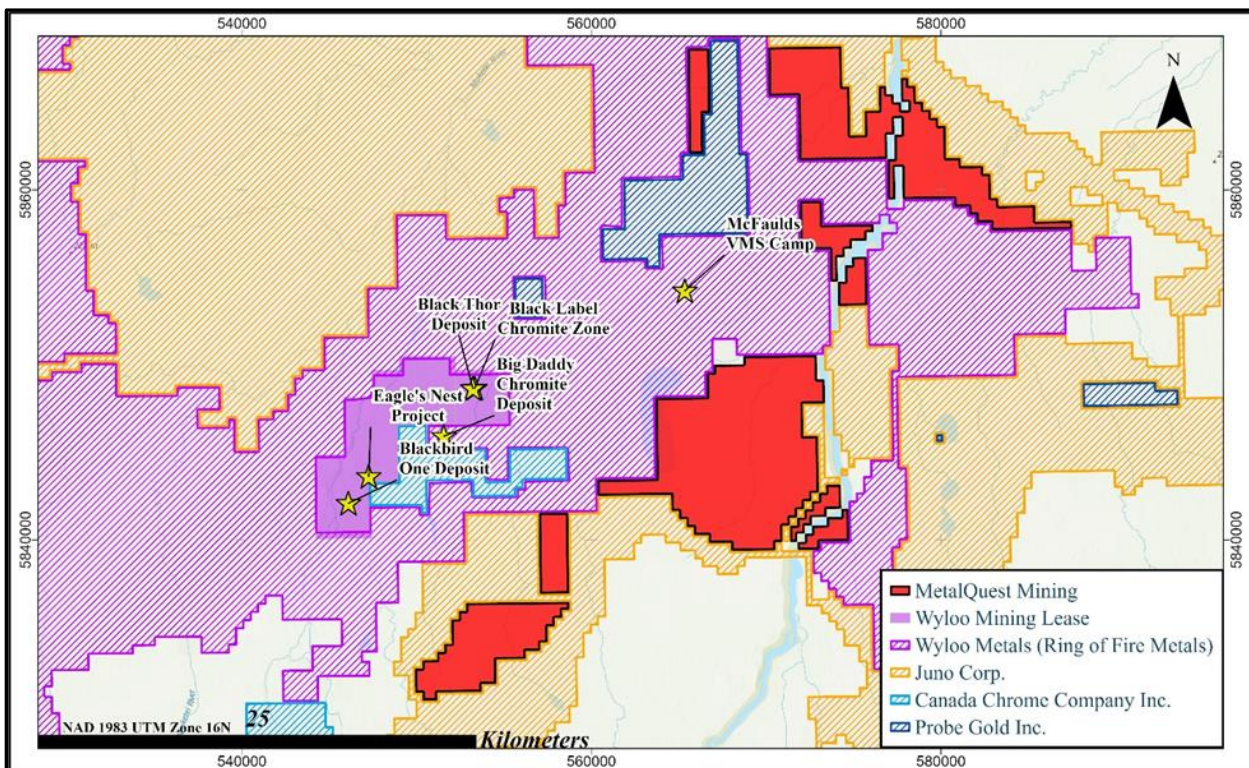 540000
560000
580000
N
5860000
5860000
McFaulds
VMS Camp
Black Thor
Deposit
Black Label
Chromite Zone
Big Daddy
Chromite
Deposit
Eagle's Nest
Project
Blackbird
One Deposit
5840000
5840000
MetalQuest Mining
Wyloo Mining Lease
Wyloo Metals (Ring of Fire Metals)
Juno Corp.
Canada Chrome Company Inc.
Probe Gold Inc.
NAD 1983 UTM Zone 16N
25
Kilometers
540000
560000
580000